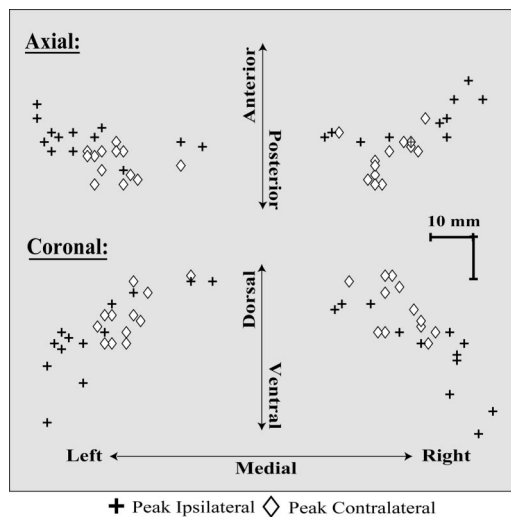 Axial:
Anterior
Posterior
10 mm
Coronal:
Dorsal
Ventral
Left
Right
Medial
Peak Ipsilateral
Peak Contralateral